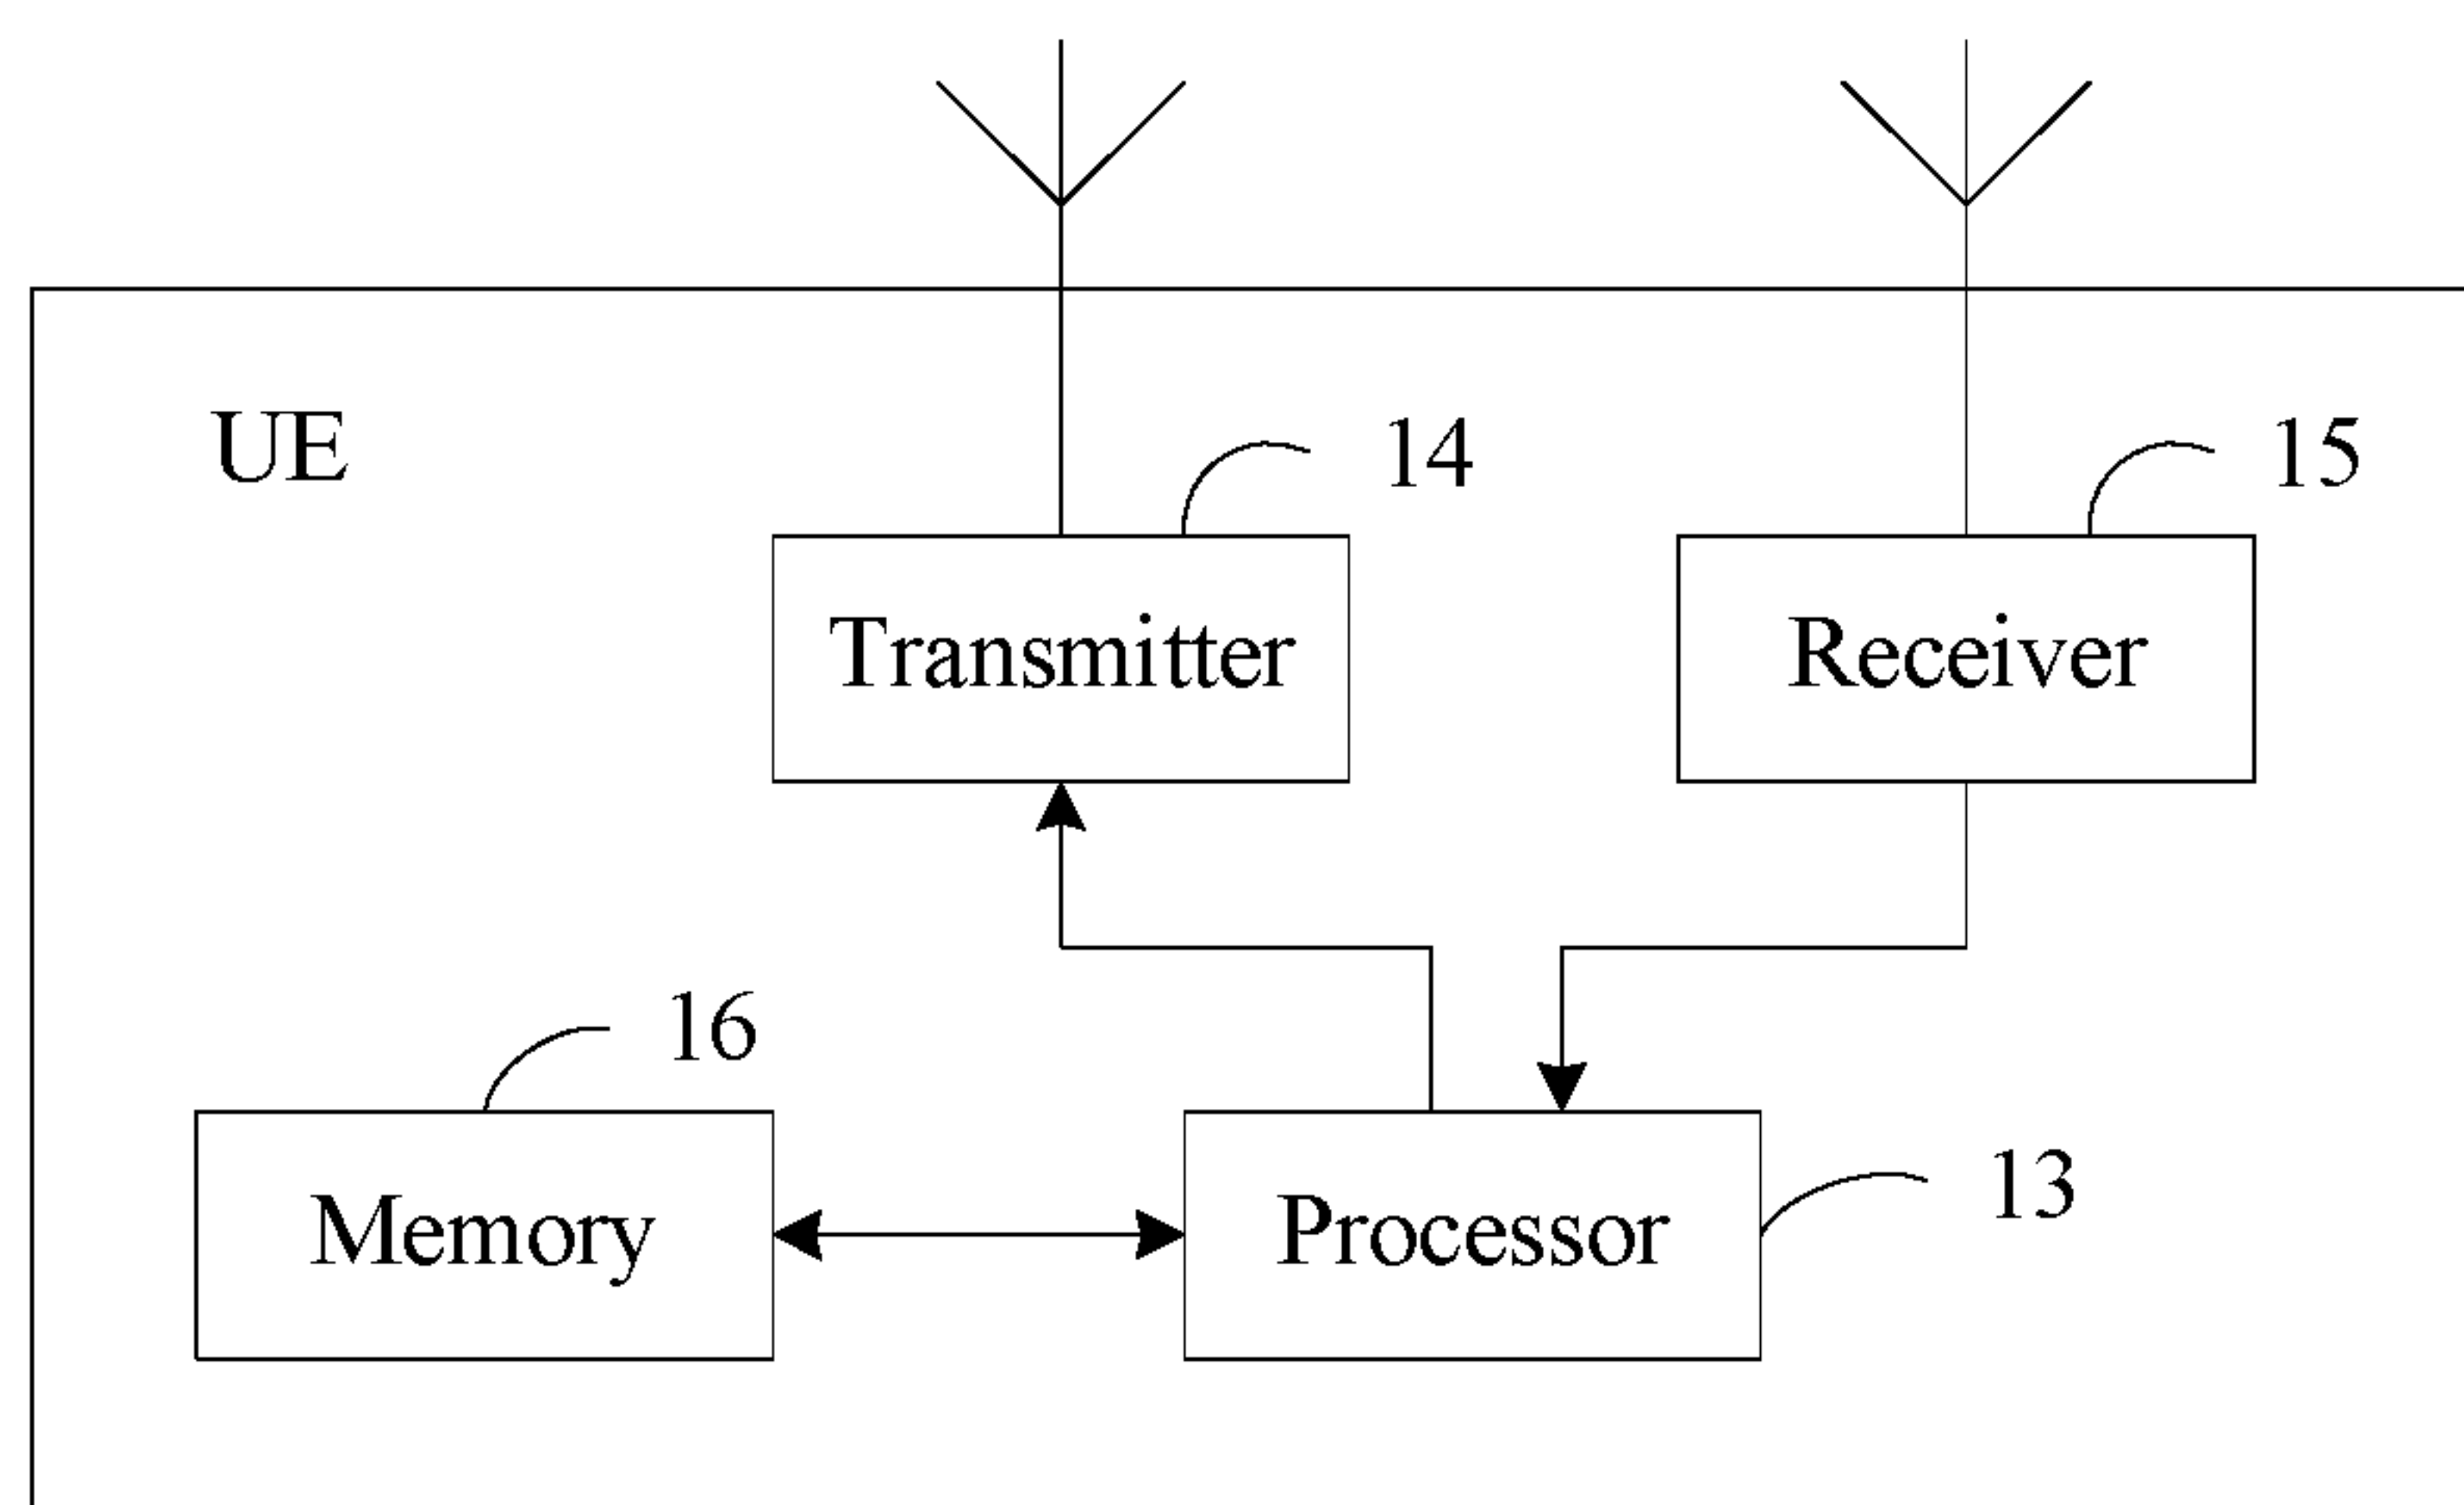 UE
14
15
Transmitter
Receiver
16
13
Memory
Processor